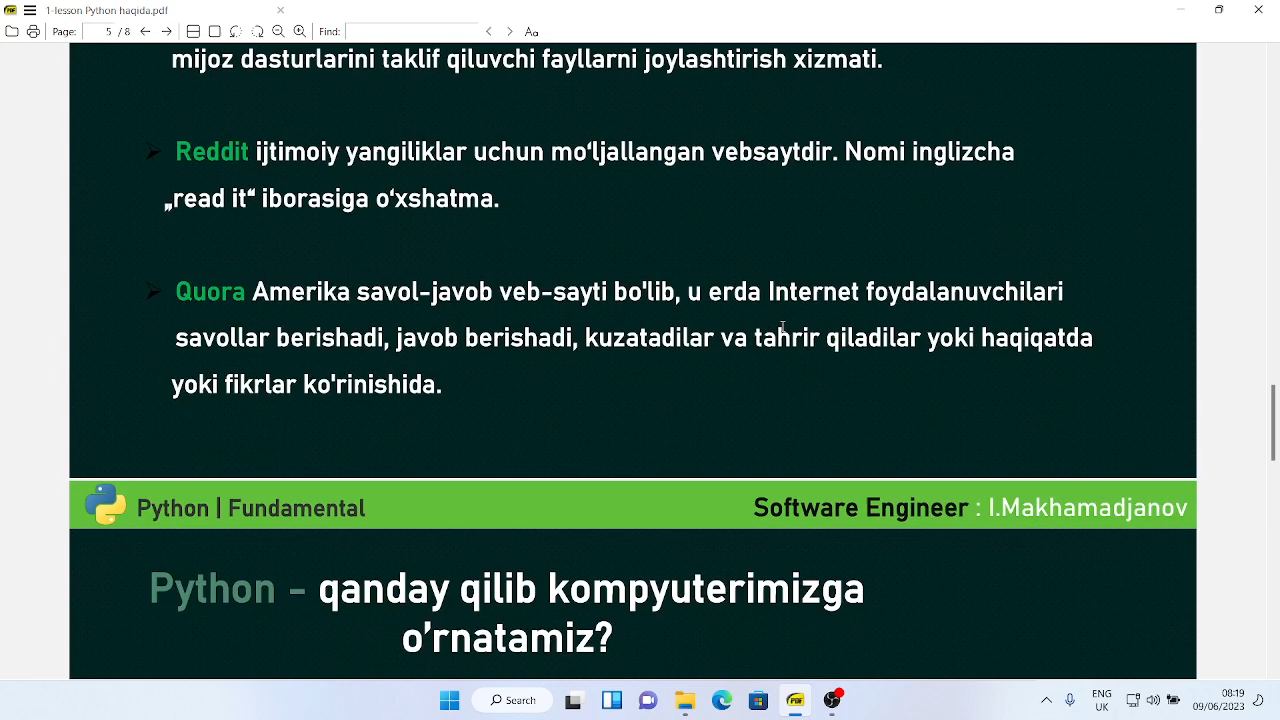 1-lesson Python haqida.pdf
Page: 5 / 8 Find: Aa
mijoz dasturlarini taklif qiluvchi fayllarni joylashtirish xizmati.
Reddit ijtimoiy yangiliklar uchun mo‘ljallangan vebsaytdir. Nomi inglizcha
„read it“ iborasiga o‘xshatma.
Quora Amerika savol-javob veb-sayti bo'lib, u erda Internet foydalanuvchilari
savollar berishadi, javob berishadi, kuzatadilar va tahrir qiladilar yoki haqiqatda
yoki fikrlar ko'rinishida.
Python | Fundamental
Software Engineer : I.Makhamadjanov
Python - qanday qilib kompyuterimizga
o’rnatamiz?
Search
ENG
UK
08:19
09/06/2023